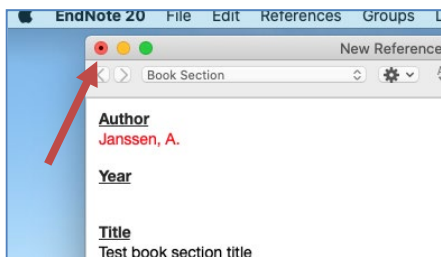 EndNote 20 File Edit References Groups
New Reference
Book Section
Author
Janssen, A.
Year
Title
Test book section title